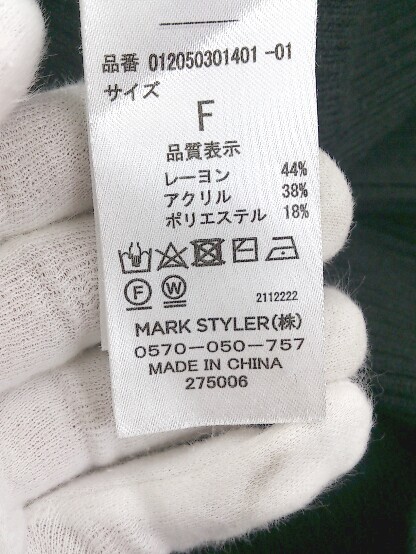 品番 012050301401 -01
サイズ
F
品質表示
レーヨン 44%
アクリル 38%
ポリエステル 18%
F W
2112222
MARK STYLER(株)
0570-050-757
MADE IN CHINA
275006